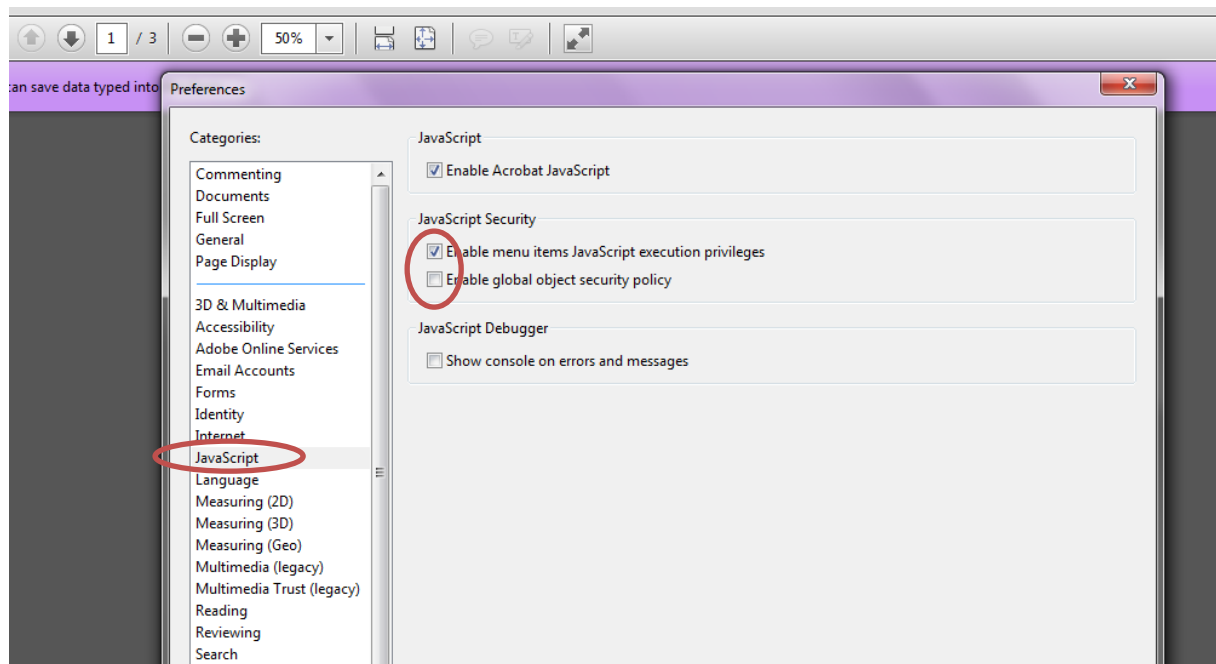 1 / 3 50%
can save data typed into
Preferences
X
Categories:
Commenting
Documents
Full Screen
General
Page Display
3D & Multimedia
Accessibility
Adobe Online Services
Email Accounts
Forms
Identity
Internet
JavaScript
Language
Measuring (2D)
Measuring (3D)
Measuring (Geo)
Multimedia (legacy)
Multimedia Trust (legacy)
Reading
Reviewing
Search
JavaScript
Enable Acrobat JavaScript
JavaScript Security
Enable menu items JavaScript execution privileges
Enable global object security policy
JavaScript Debugger
Show console on errors and messages